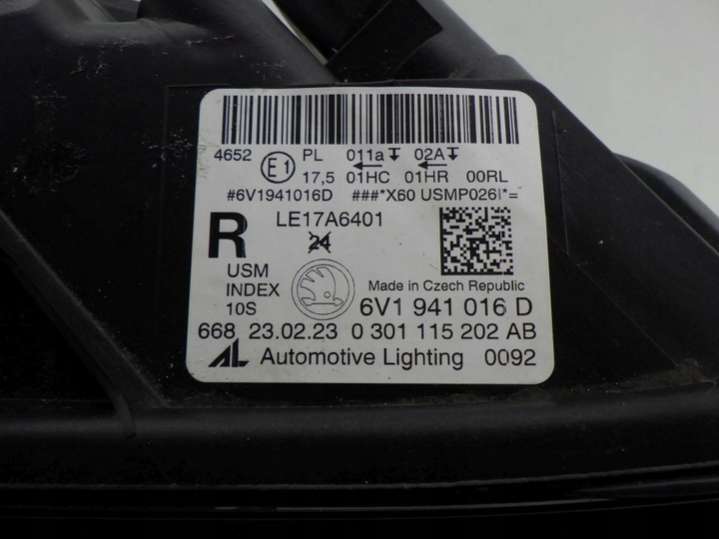 4652 E1 PL 011a 02A
17,5 01HC 01HR 00RL
#6V1941016D ###*X60 USMP026I*=
R LE17A6401
24
USM
INDEX
10S
Made in Czech Republic
6V1 941 016 D
668 23.02.23 0 301 115 202 AB
AL Automotive Lighting 0092